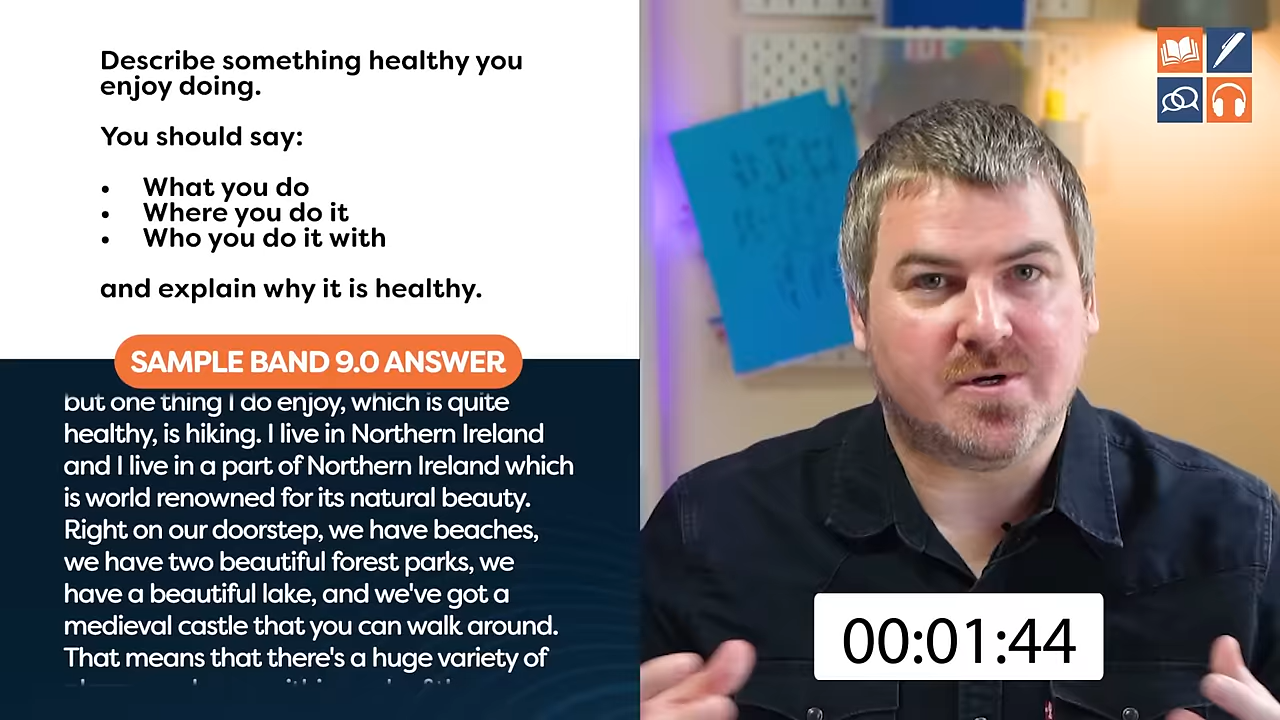 Describe something healthy you
enjoy doing.
You should say:
• What you do
• Where you do it
• Who you do it with
and explain why it is healthy.
SAMPLE BAND 9.0 ANSWER
but one thing I do enjoy, which is quite
healthy, is hiking. I live in Northern Ireland
and I live in a part of Northern Ireland which
is world renowned for its natural beauty.
Right on our doorstep, we have beaches,
we have two beautiful forest parks, we
have a beautiful lake, and we've got a
medieval castle that you can walk around.
That means that there's a huge variety of
00:01:44